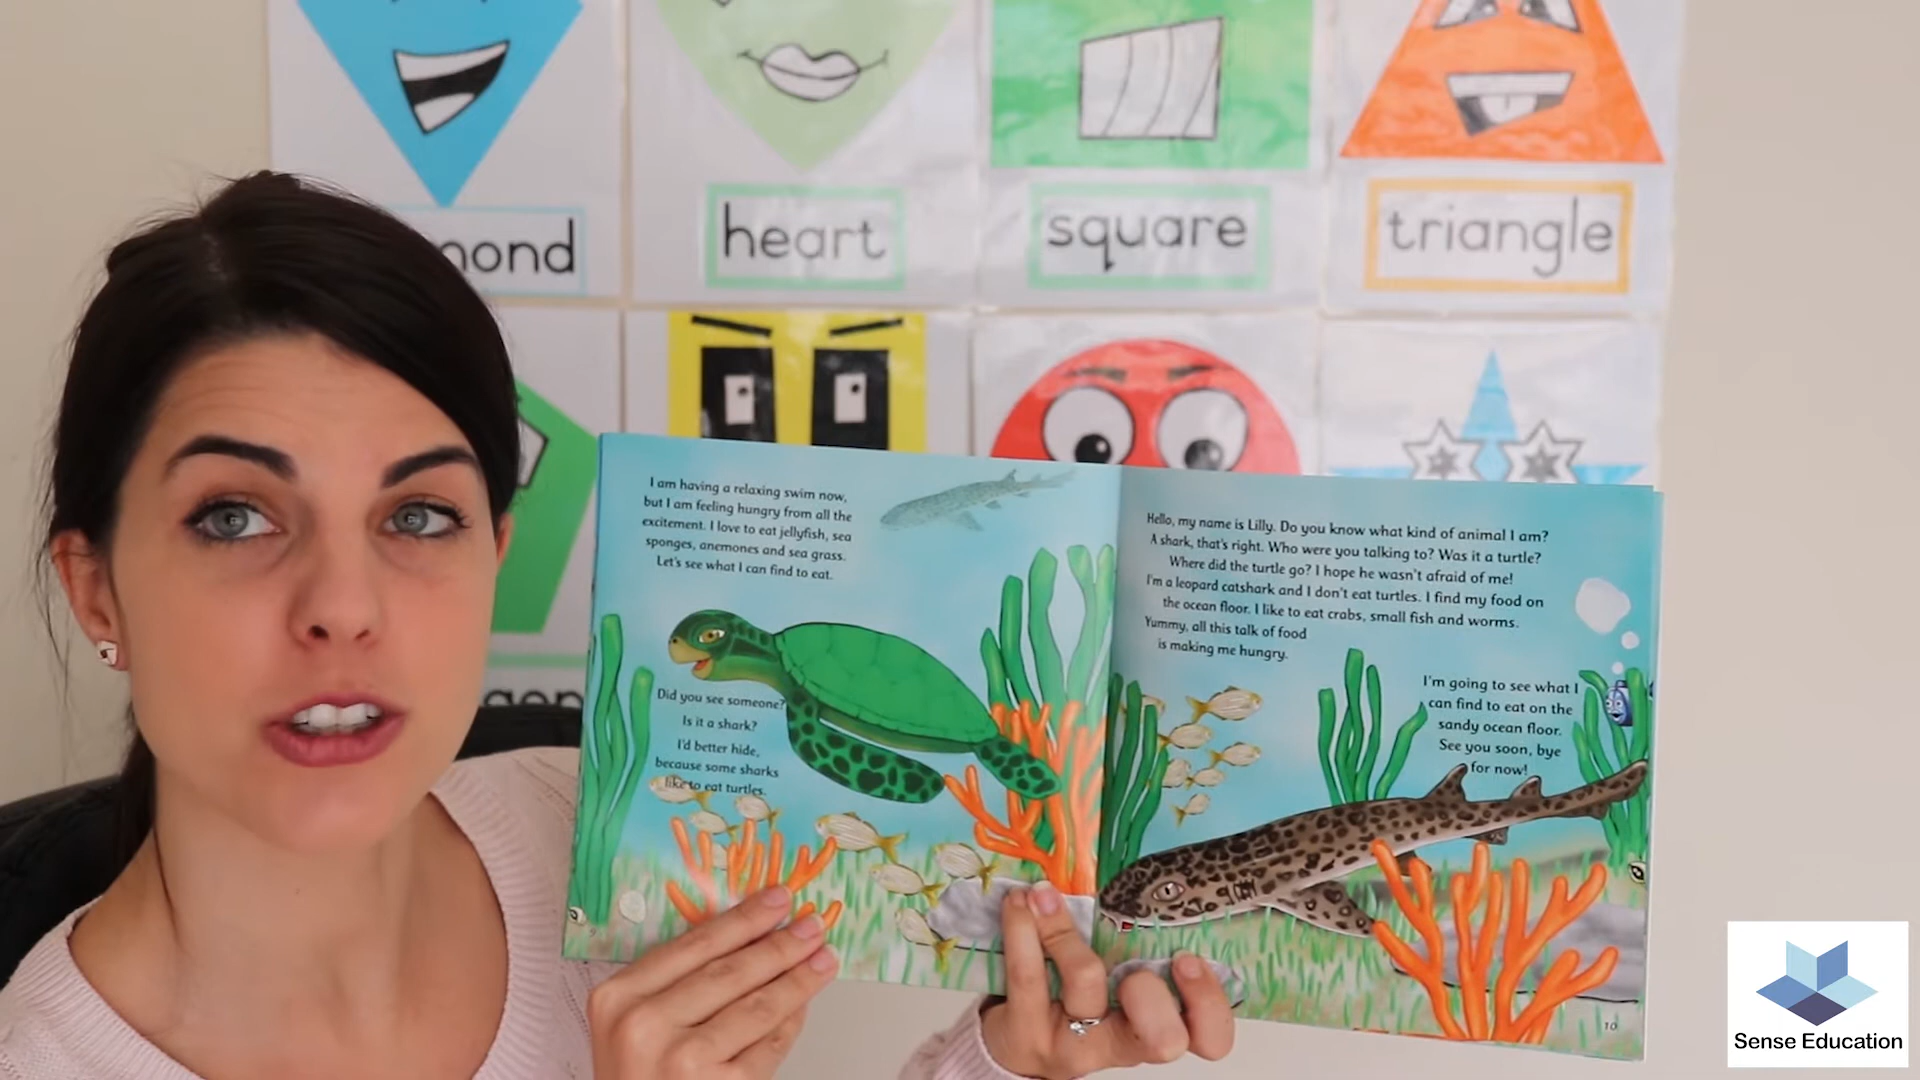 mond
heart
square
triangle
I am having a relaxing swim now,
but I am feeling hungry from all the
excitement. I love to eat jellyfish, sea
sponges, anemones and sea grass.
Let's see what I can find to eat.
Did you see someone?
Is it a shark?
I'd better hide,
because some sharks
like to eat turtles.
9
Hello, my name is Lilly. Do you know what kind of animal I am?
A shark, that's right. Who were you talking to? Was it a turtle?
Where did the turtle go? I hope he wasn't afraid of me!
I'm a leopard catshark and I don't eat turtles. I find my food on
the ocean floor. I like to eat crabs, small fish and worms.
Yummy, all this talk of food
is making me hungry.
I'm going to see what I
can find to eat on the
sandy ocean floor.
See you soon, bye
for now!
10
Sense Education